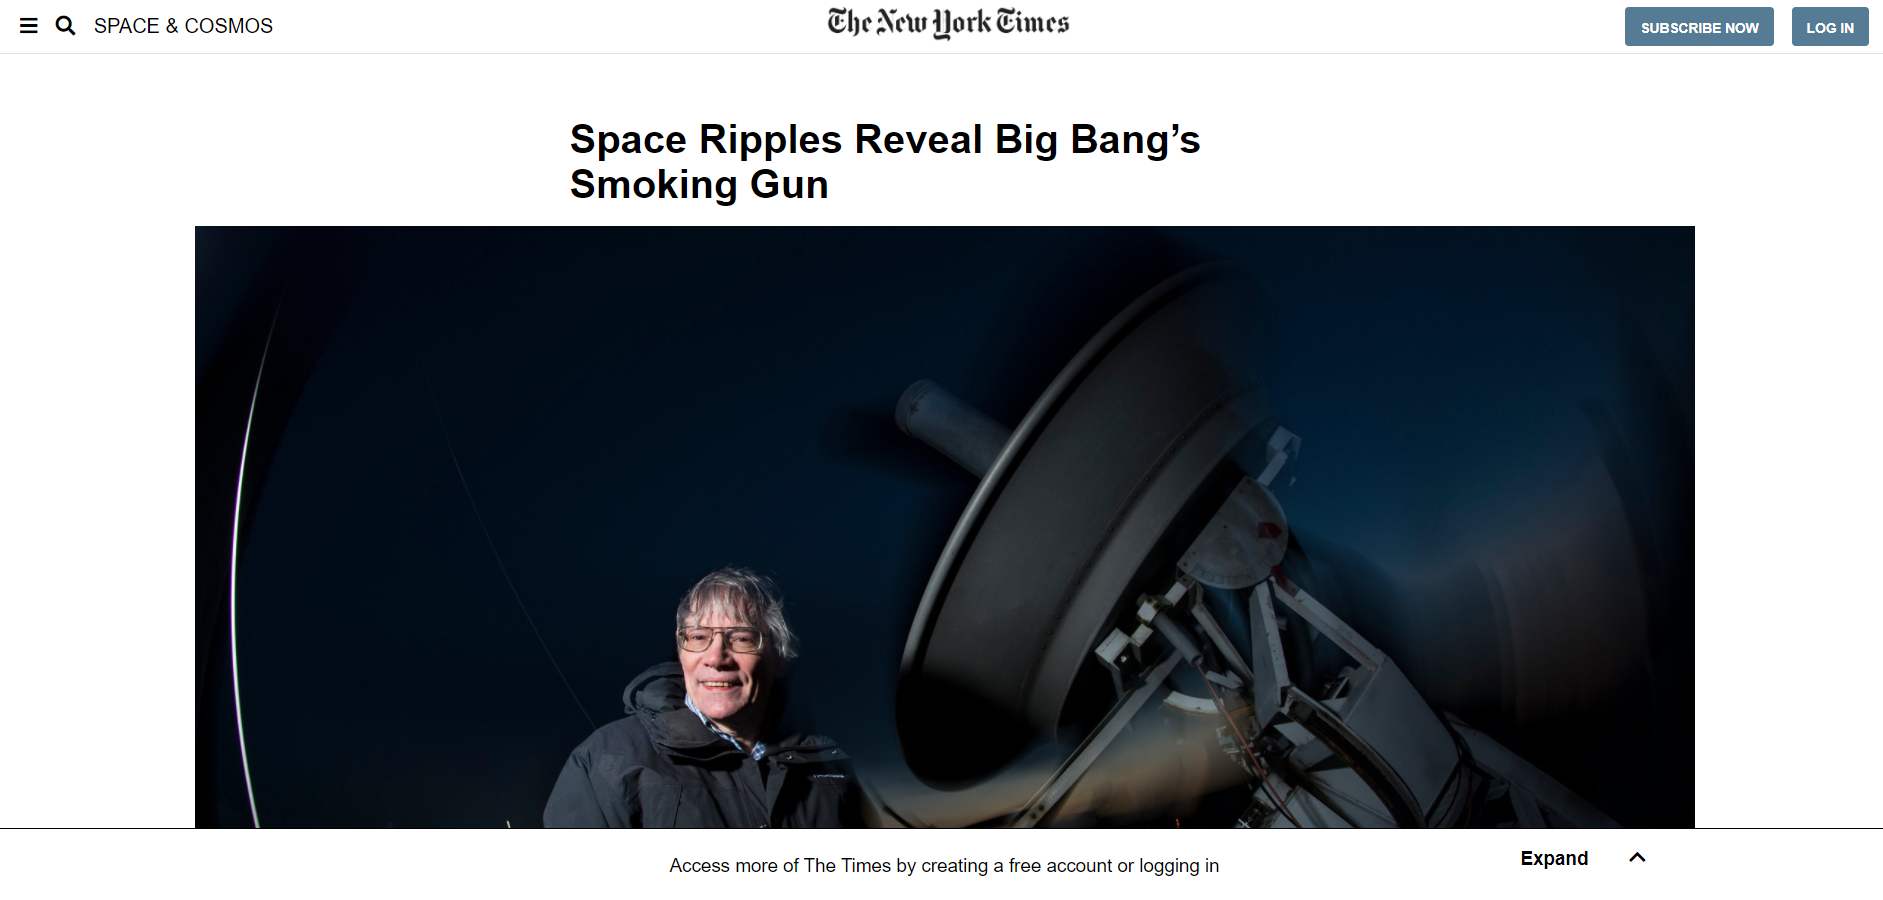 SPACE & COSMOS
The New York Times
SUBSCRIBE NOW
LOG IN
Space Ripples Reveal Big Bang’s
Smoking Gun
Access more of The Times by creating a free account or logging in
Expand